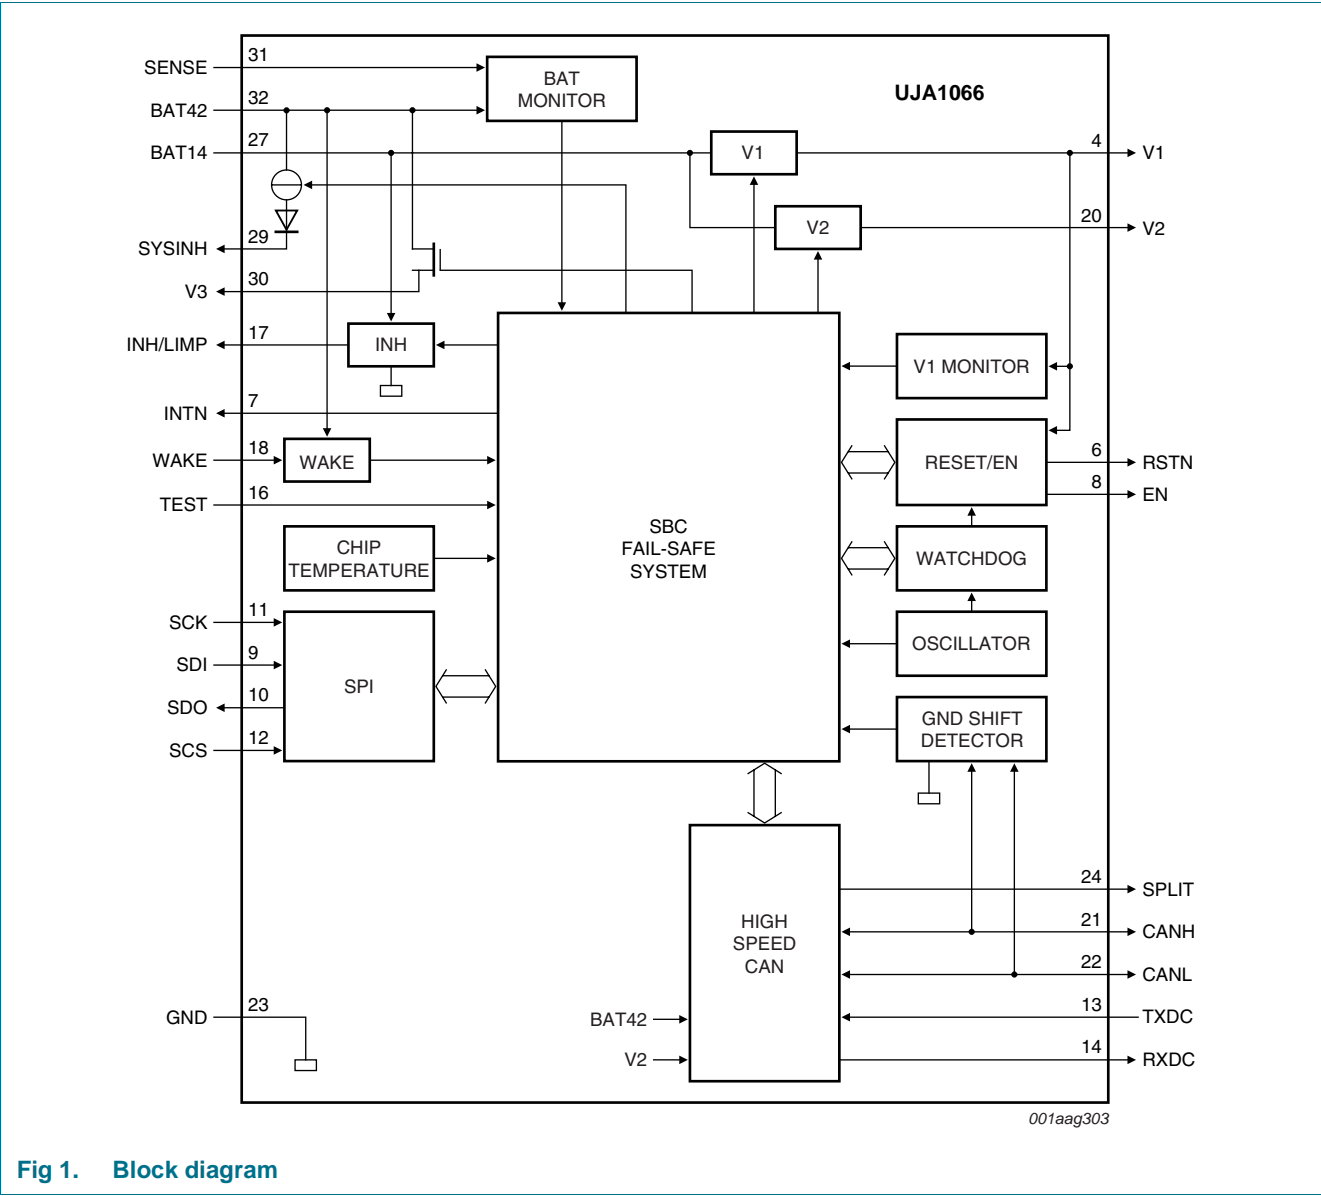 UJA1066
SENSE 31
BAT42 32
BAT14 27
SYSINH 29
V3 30
INH/LIMP 17
INTN 7
WAKE 18
TEST 16
SCK 11
SDI 9
SDO 10
SCS 12
GND 23
BAT
MONITOR
V1
V2
INH
WAKE
CHIP
TEMPERATURE
SPI
SBC
FAIL-SAFE
SYSTEM
V1 MONITOR
RESET/EN
WATCHDOG
OSCILLATOR
GND SHIFT
DETECTOR
HIGH
SPEED
CAN
BAT42
V2
4 V1
20 V2
6 RSTN
8 EN
24 SPLIT
21 CANH
22 CANL
13 TXDC
14 RXDC
001aag303
Fig 1. Block diagram